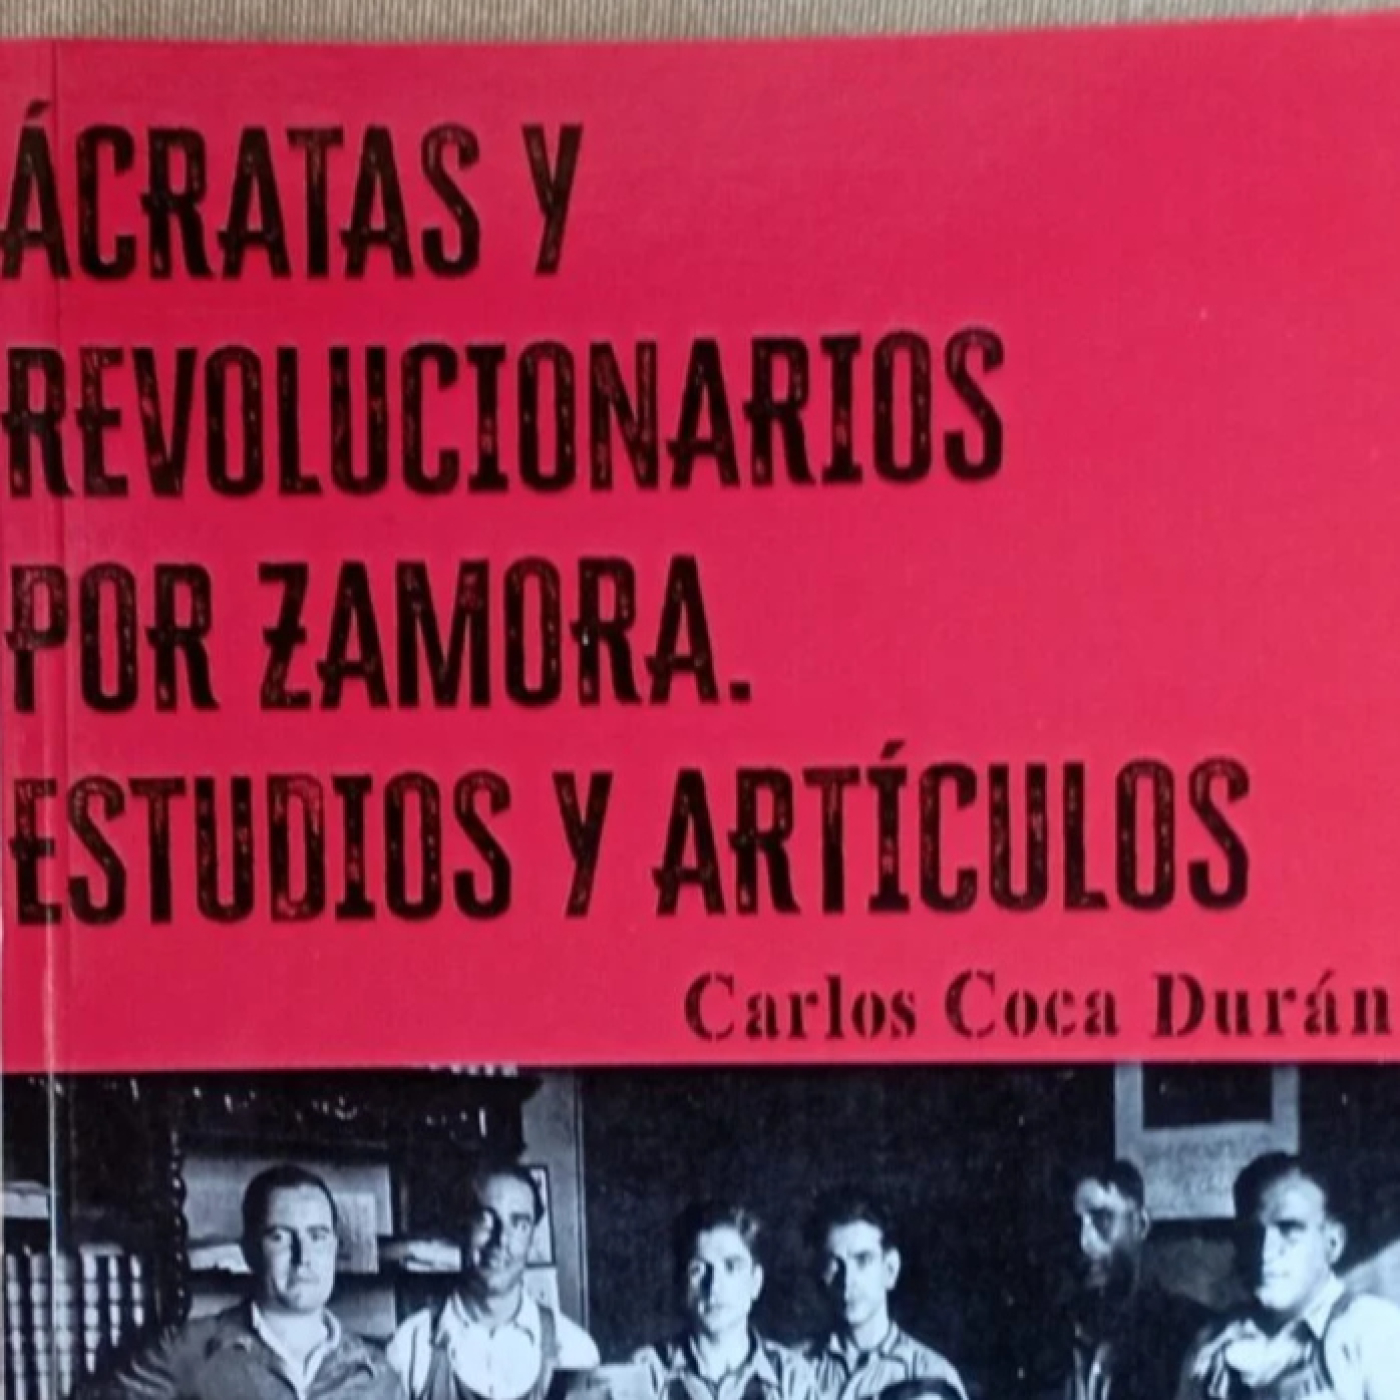 ÁCRATAS Y
REVOLUCIONARIOS
POR ZAMORA.
ESTUDIOS Y ARTÍCULOS
Carlos Coca Durán